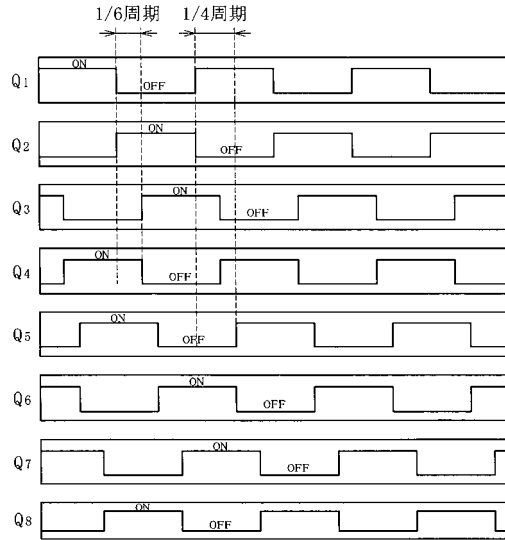 1/6周期 1/4周期
Q1 ON OFF
Q2 ON OFF
Q3 ON OFF
Q4 ON OFF
Q5 ON OFF
Q6 ON OFF
Q7 ON OFF
Q8 ON OFF